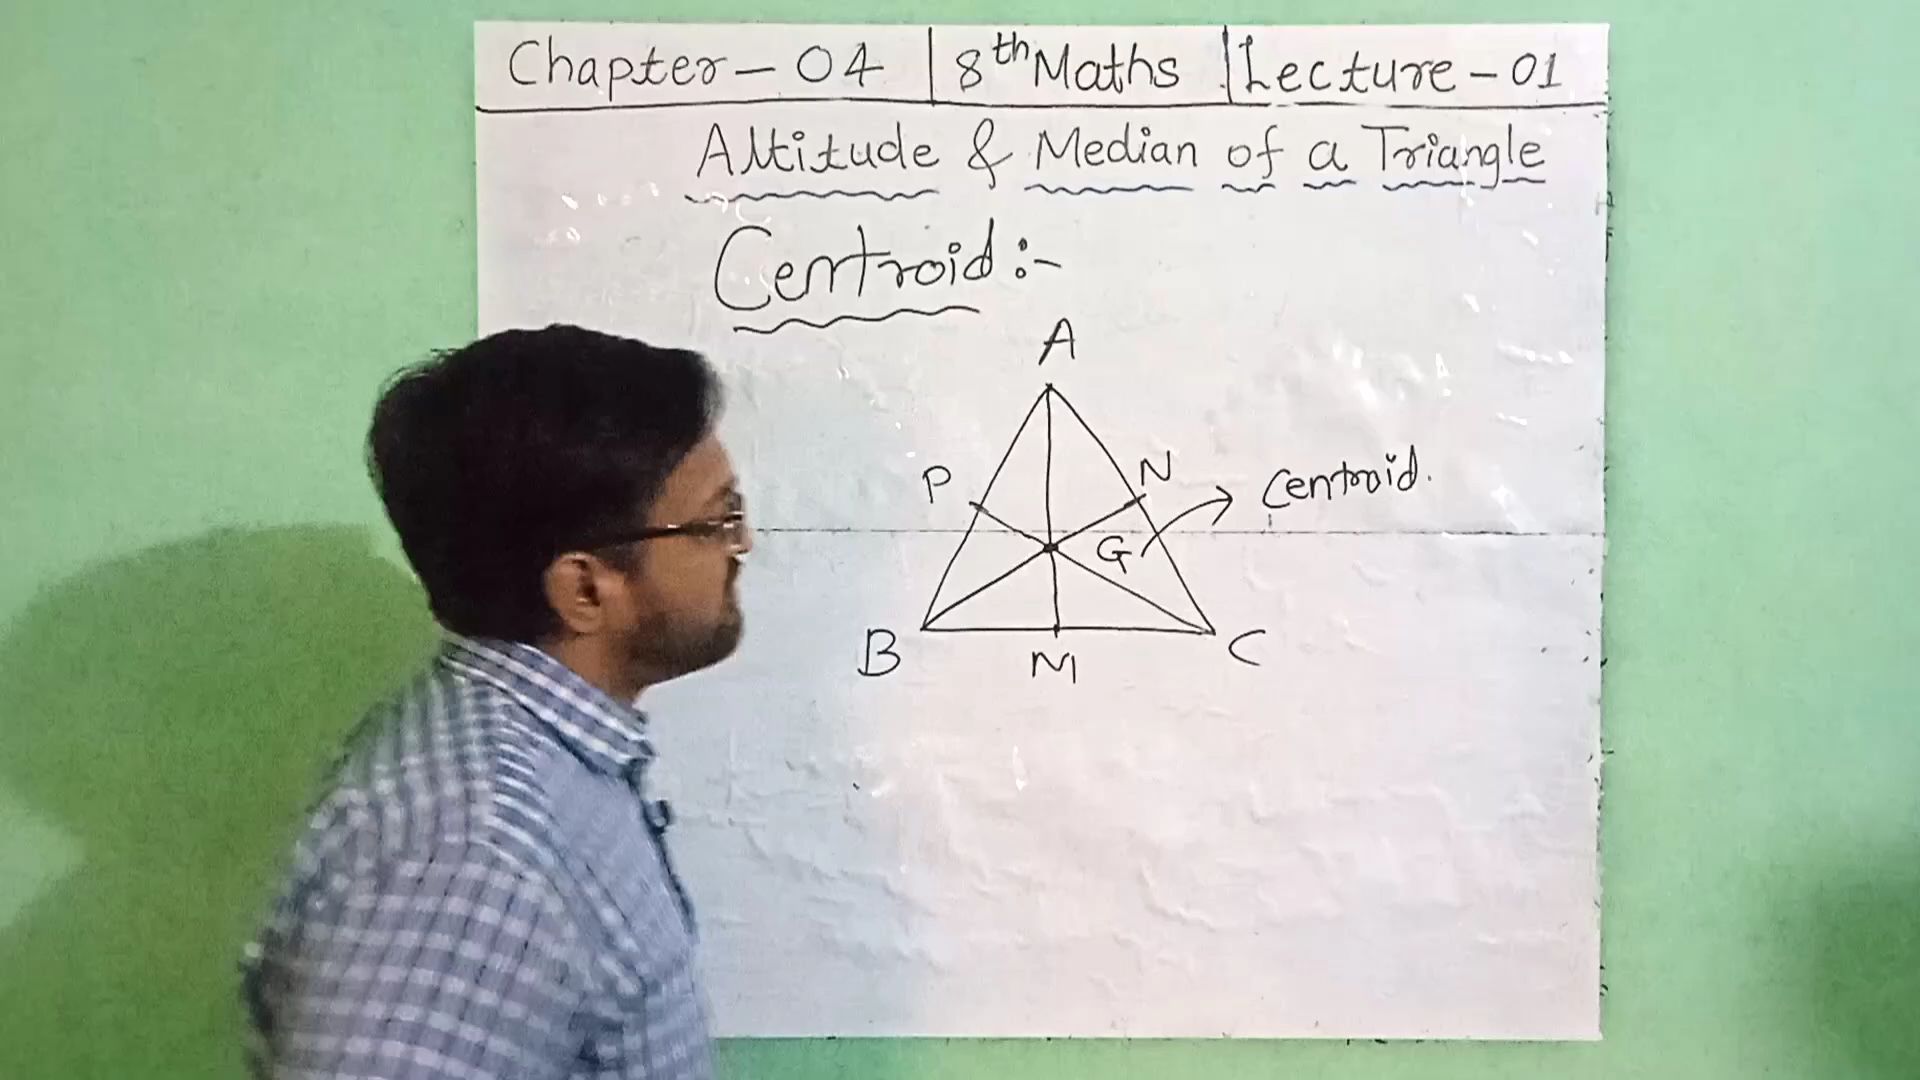 Chapter - 04 | 8th Maths | Lecture - 01
Altitude & Median of a Triangle
Centroid :-
A
P
N
Centroid.
G
B
M
C